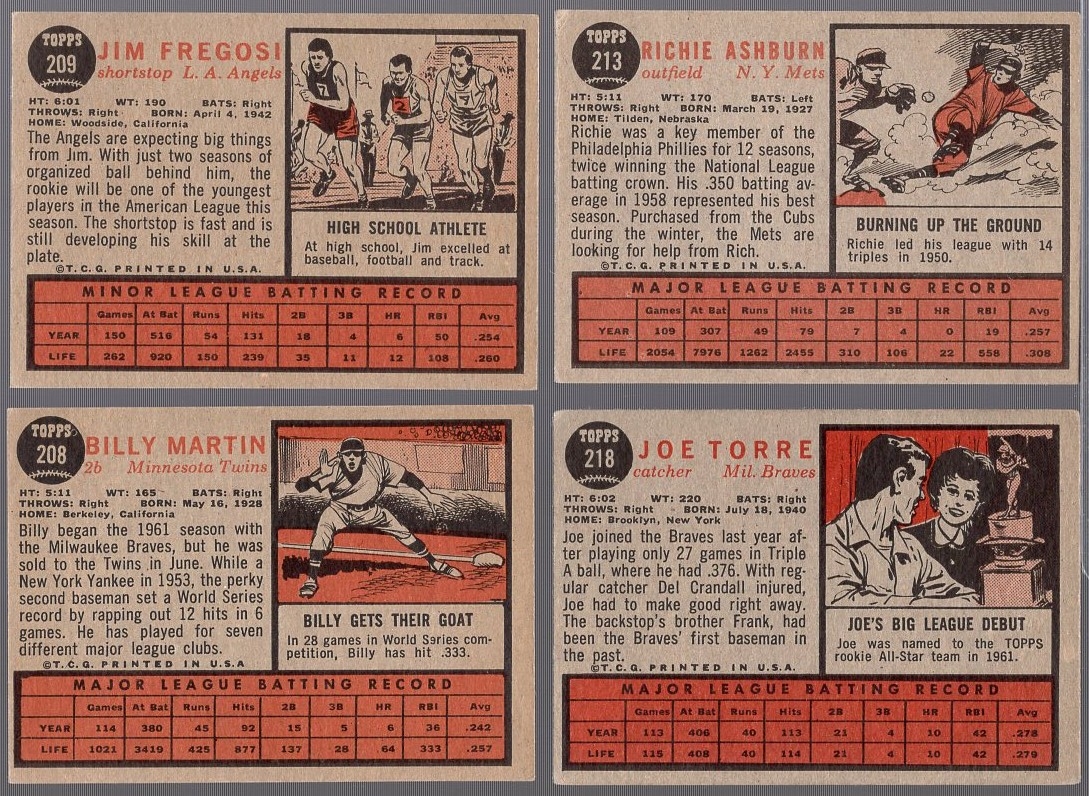 TOPPS
209
JIM FREGOSI
shortstop L. A. Angels
HT: 6:01 WT: 190 BATS: Right
THROWS: Right BORN: April 4, 1942
HOME: Woodside, California
The Angels are expecting big things
from Jim. With just two seasons of
organized ball behind him, the
rookie will be one of the youngest
players in the American League this
season. The shortstop is fast and is
still developing his skill at the
plate.
©T.C.G. PRINTED IN U.S.A.
7
2
7
HIGH SCHOOL ATHLETE
At high school, Jim excelled at
baseball, football and track.
MINOR LEAGUE BATTING RECORD
Games At Bat Runs Hits 2B 3B HR RBI Avg
YEAR 150 516 54 131 18 4 6 50 .254
LIFE 262 920 150 239 35 11 12 108 .260
TOPPS
213
RICHIE ASHBURN
outfield N. Y. Mets
HT: 5:11 WT: 170 BATS: Left
THROWS: Right BORN: March 19, 1927
HOME: Tilden, Nebraska
Richie was a key member of the
Philadelphia Phillies for 12 seasons,
twice winning the National League
batting crown. His .350 batting av-
erage in 1958 represented his best
season. Purchased from the Cubs
during the winter, the Mets are
looking for help from Rich.
©T.C.G. PRINTED IN U.S.A.
BURNING UP THE GROUND
Richie led his league with 14
triples in 1950.
MAJOR LEAGUE BATTING RECORD
Games At Bat Runs Hits 2B 3B HR RBI Avg
YEAR 109 307 49 79 7 4 0 19 .257
LIFE 2054 7976 1262 2455 310 106 22 558 .308
TOPPS
208
BILLY MARTIN
2b Minnesota Twins
HT: 5:11 WT: 165 BATS: Right
THROWS: Right BORN: May 16, 1928
HOME: Berkeley, California
Billy began the 1961 season with
the Milwaukee Braves, but he was
sold to the Twins in June. While a
New York Yankee in 1953, the perky
second baseman set a World Series
record by rapping out 12 hits in 6
games. He has played for seven
different major league clubs.
©T.C.G. PRINTED IN U.S.A
BILLY GETS THEIR GOAT
In 28 games in World Series com-
petition, Billy has hit .333.
MAJOR LEAGUE BATTING RECORD
Games At Bat Runs Hits 2B 3B HR RBI Avg
YEAR 114 380 45 92 15 5 6 36 .242
LIFE 1021 3419 425 877 137 28 64 333 .257
TOPPS
218
JOE TORRE
catcher Mil. Braves
HT: 6:02 WT: 220 BATS: Right
THROWS: Right BORN: July 18, 1940
HOME: Brooklyn, New York
Joe joined the Braves last year af-
ter playing only 27 games in Triple
A ball, where he had .376. With reg-
ular catcher Del Crandall injured,
Joe had to make good right away.
The backstop's brother Frank, had
been the Braves' first baseman in
the past.
©T.C.G. PRINTED IN U.S.A.
JOE'S BIG LEAGUE DEBUT
Joe was named to the TOPPS
rookie All-Star team in 1961.
MAJOR LEAGUE BATTING RECORD
Games At Bat Runs Hits 2B 3B HR RBI Avg
YEAR 113 406 40 113 21 4 10 42 .278
LIFE 115 408 40 114 21 4 10 42 .279